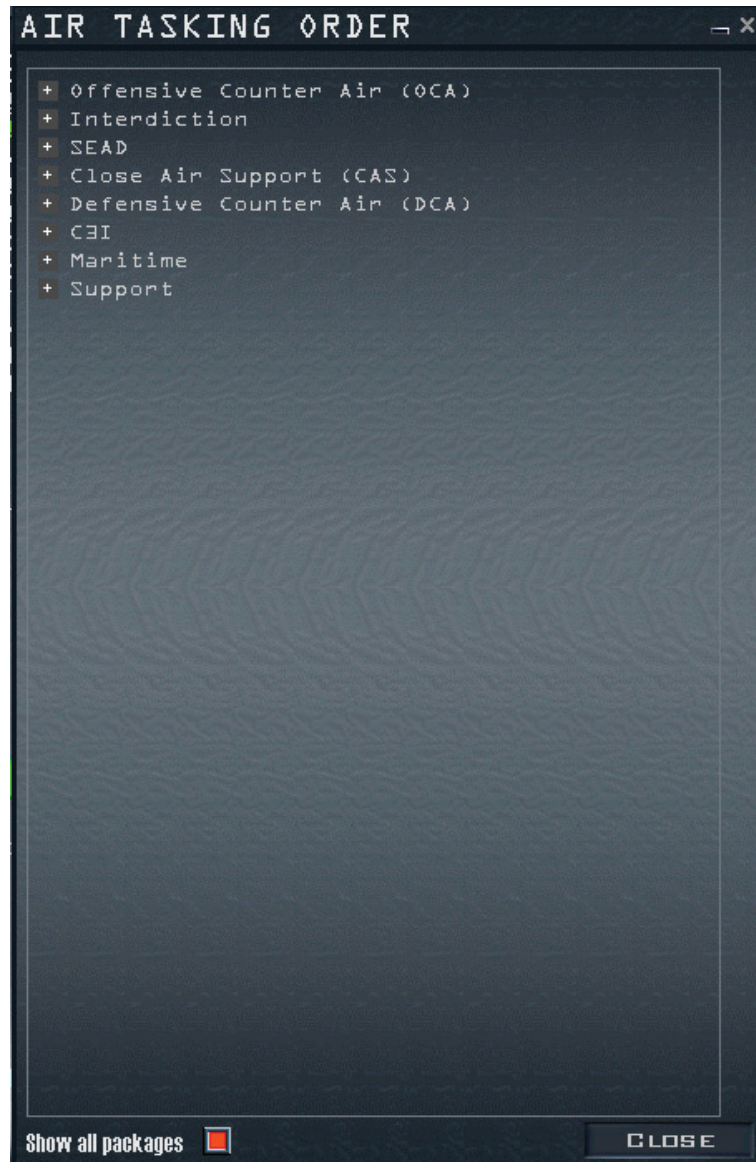 AIR TASKING ORDER
Offensive Counter Air (OCA)
Interdiction
SEAD
Close Air Support (CAS)
Defensive Counter Air (DCA)
C3I
Maritime
Support
Show all packages
CLOSE